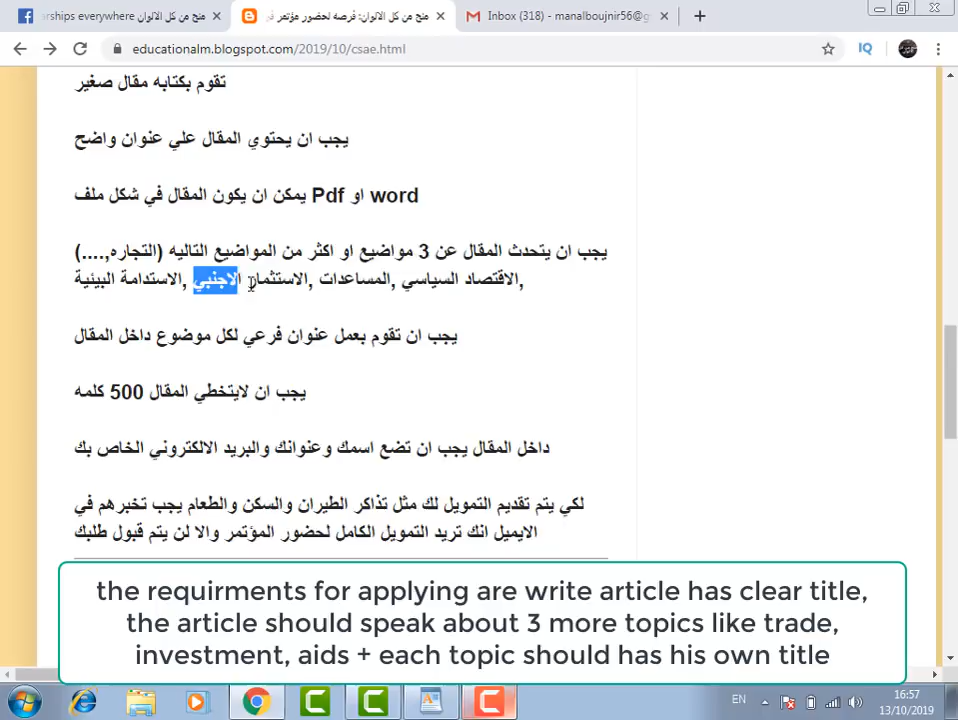 arships everywhere منح من كل الالوان
منح من كل الالوان: فرصه لحضور مؤتمر ف
Inbox (318) - manalboujnir56@g
educationalm.blogspot.com/2019/10/csae.html
IQ
تقوم بكتابه مقال صغير
يجب ان يحتوي المقال علي عنوان واضح
يمكن ان يكون المقال في شكل ملف Pdf او word
يجب ان يتحدث المقال عن 3 مواضيع او اكثر من المواضيع التاليه (التجاره,....)
الاقتصاد السياسي, المساعدات ,الاستثمار الاجنبي, الاستدامة البيئية,
يجب ان تقوم بعمل عنوان فرعي لكل موضوع داخل المقال
يجب ان لايتخطي المقال 500 كلمه
داخل المقال يجب ان تضع اسمك وعنوانك والبريد الالكتروني الخاص بك
لكي يتم تقديم التمويل لك مثل تذاكر الطيران والسكن والطعام يجب تخبرهم في
الايميل انك تريد التمويل الكامل لحضور المؤتمر والا لن يتم قبول طلبك
the requirments for applying are write article has clear title,
the article should speak about 3 more topics like trade,
investment, aids + each topic should has his own title
EN
16:57
13/10/2019